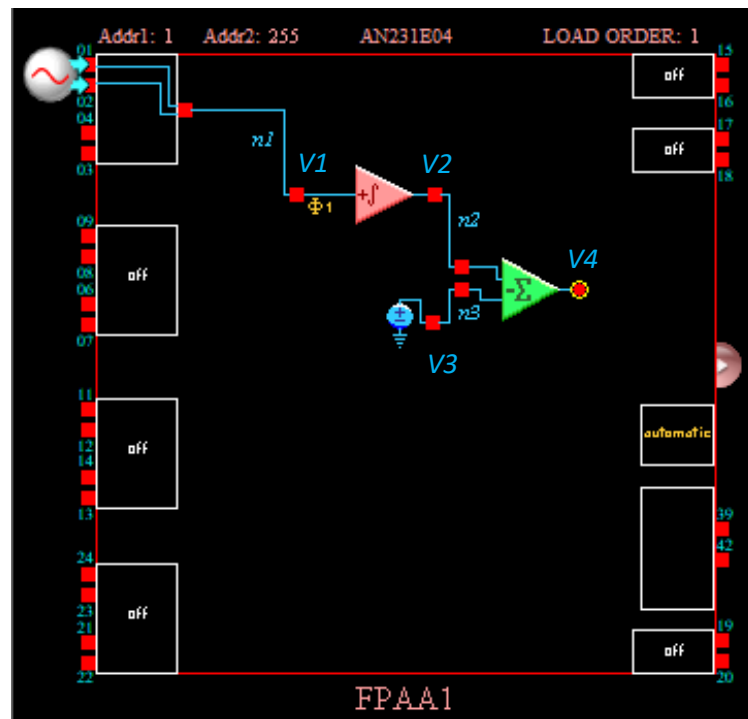 Addr1: 1 Addr2: 255 AN231E04 LOAD ORDER: 1
01
02
04
03
09
08
06
07
11
12
14
13
24
23
21
22
off
off
off
n1
V1
Φ1
+∫
V2
n2
-Σ
V4
±
n3
V3
15
off
16
17
off
18
automatic
39
42
19
off
20
FPAA1